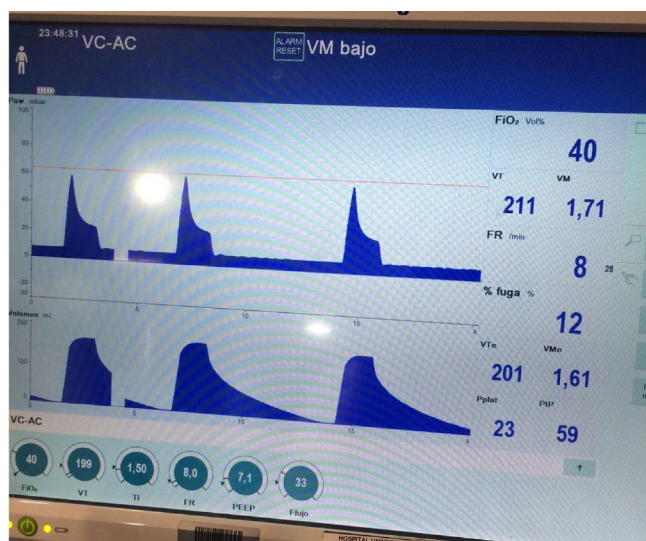 23:48:31 VC-AC
ALARM RESET VM bajo
Paw mbar
100
80
60
40
20
0
-20
-30
0
5
10
15
s
Volumen mL
260
120
0
0
5
10
15
s
FiO₂ Vol%
40
VT VM
211 1,71
FR /min
8 28
% fuga %
12
VTe VMe
201 1,61
Pplat PIP
23 59
VC-AC
40 199 1,50 8,0 7,1 33
FiO₂ VT Ti FR PEEP Flujo